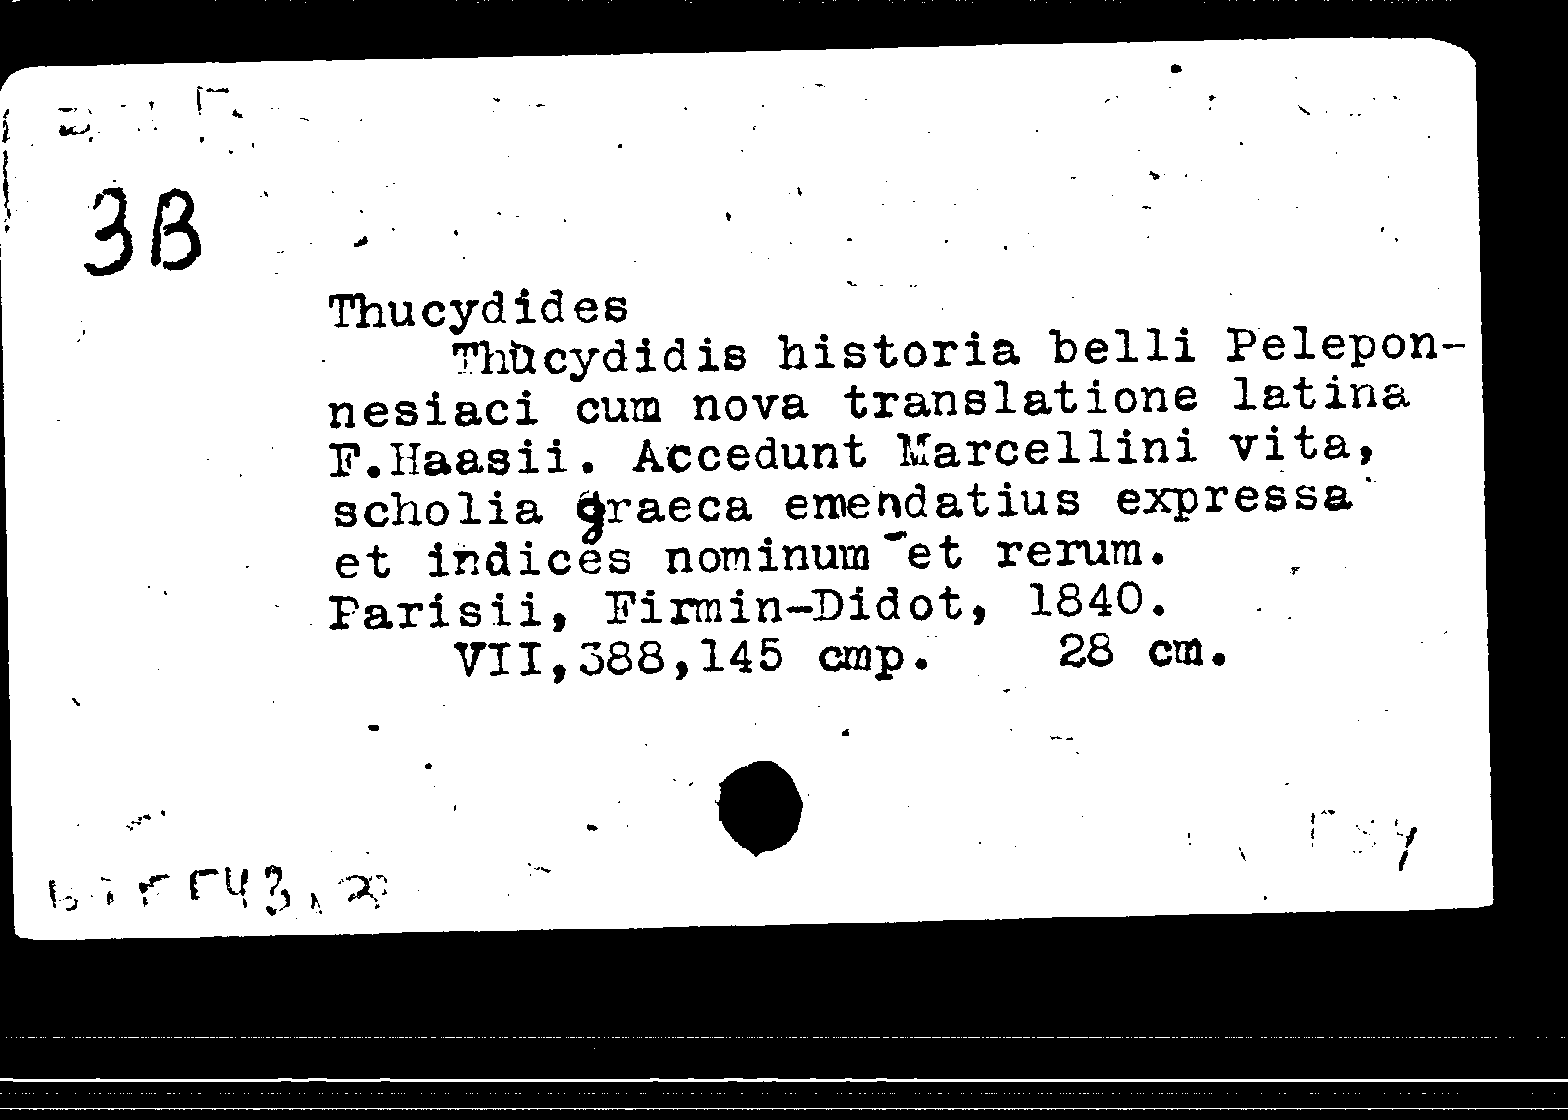 3B
Thucydides
Thucydidis historia belli Pelepon-
nesiaci cum nova translatione latina
F.Haasii. Accedunt Marcellini vita,
scholia graeca emendatius expressa
et indices nominum et rerum.
Parisii, Firmin-Didot, 1840.
VII,388,145 cmp. 28 cm.